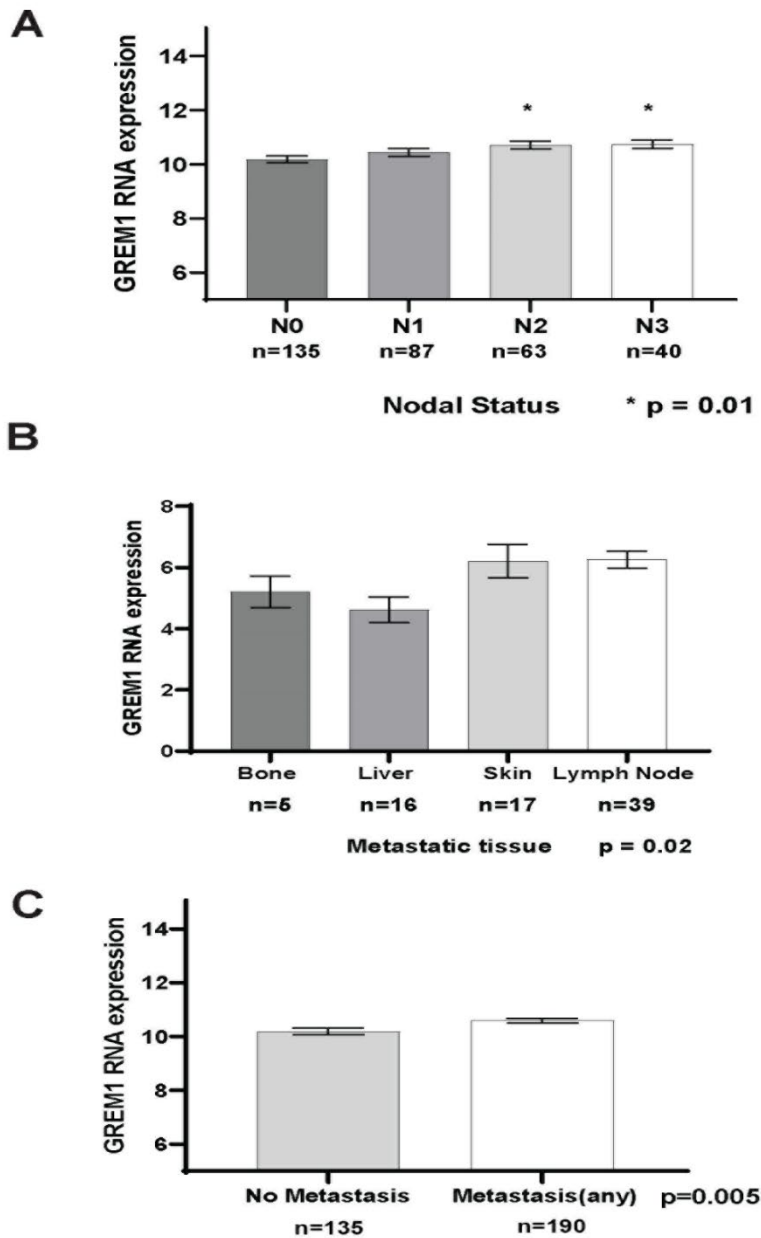 A
GREM1 RNA expression
14
12
10
8
6
* *
N0 N1 N2 N3
n=135 n=87 n=63 n=40
Nodal Status * p = 0.01
B
GREM1 RNA expression
8
6
4
2
0
Bone Liver Skin Lymph Node
n=5 n=16 n=17 n=39
Metastatic tissue p = 0.02
C
GREM1 RNA expression
14
12
10
8
6
No Metastasis Metastasis(any) p=0.005
n=135 n=190